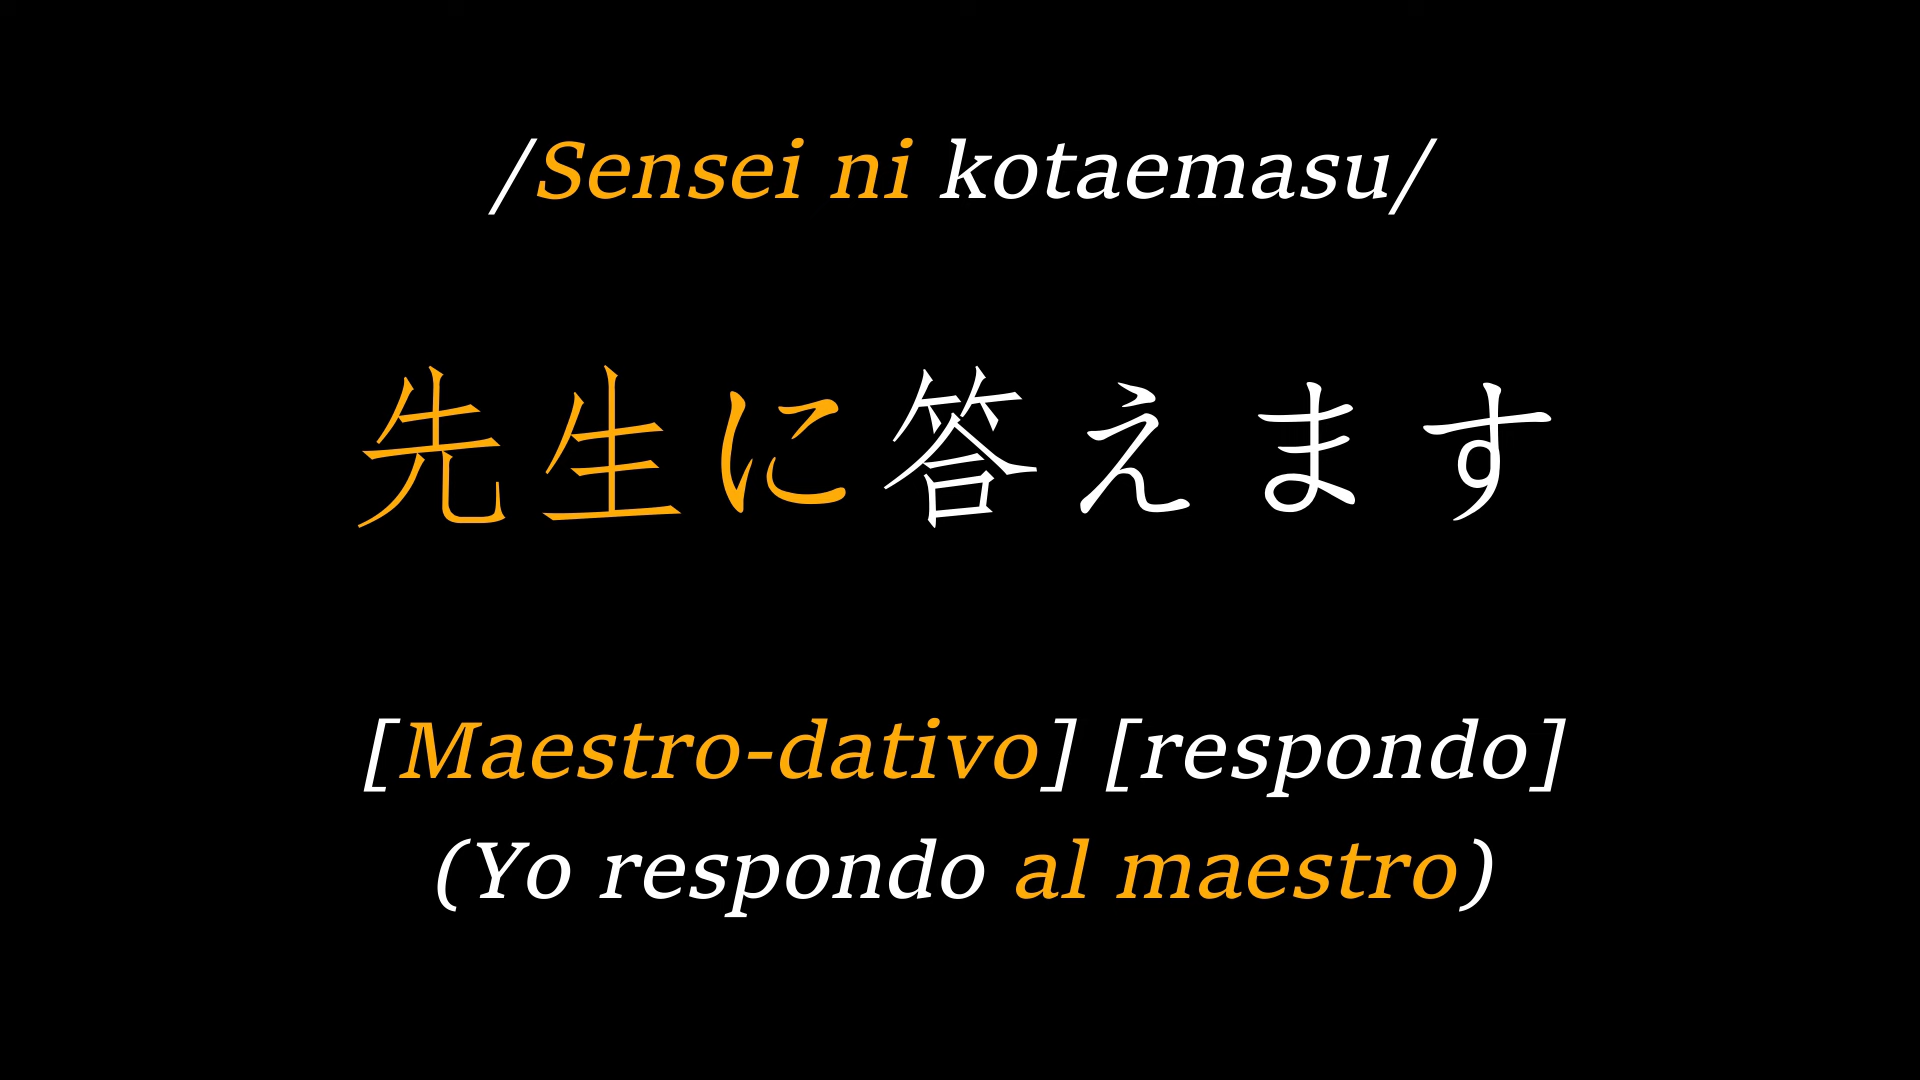 /Sensei ni kotaemasu/
先生に答えます
[Maestro-dativo] [respondo]
(Yo respondo al maestro)